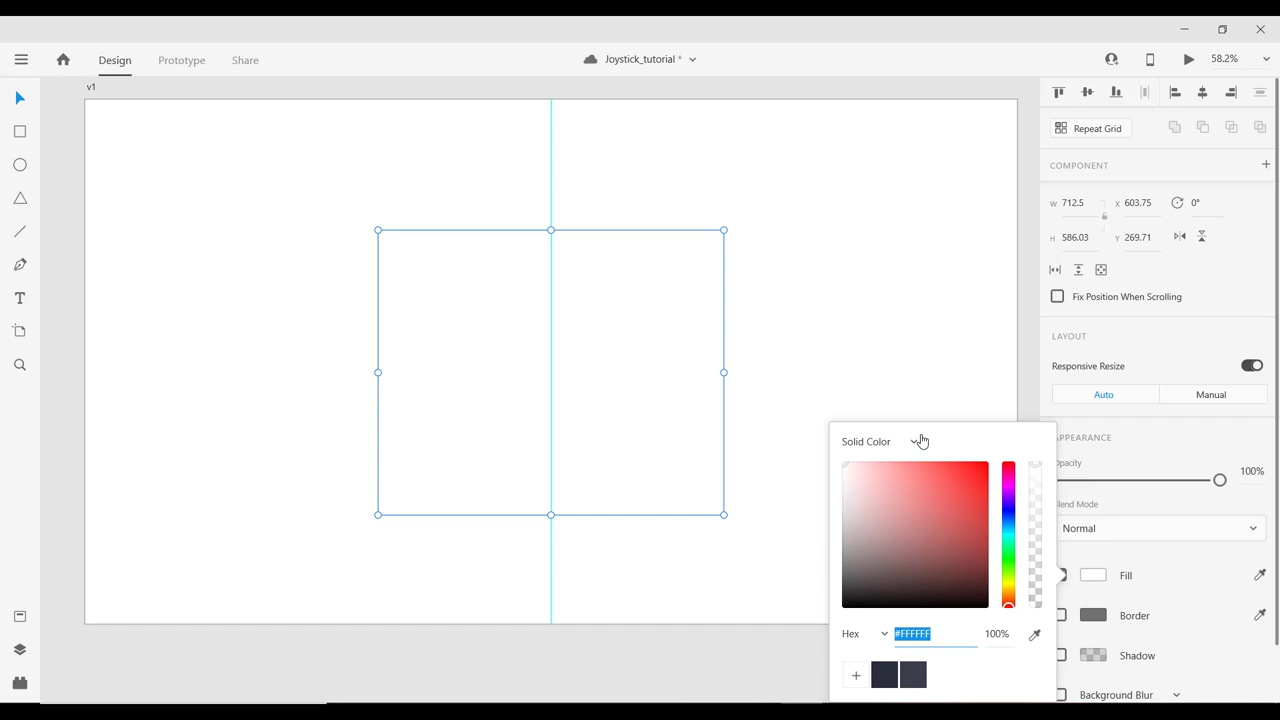 Design Prototype Share Joystick_tutorial * 58.2%
v1
Repeat Grid
COMPONENT
W 712.5 X 603.75 0°
H 586.03 Y 269.71
Fix Position When Scrolling
LAYOUT
Responsive Resize
Auto Manual
Solid Color
APPEARANCE
Opacity
100%
Blend Mode
Normal
Fill
Border
Hex #FFFFFF 100%
Shadow
+
Background Blur